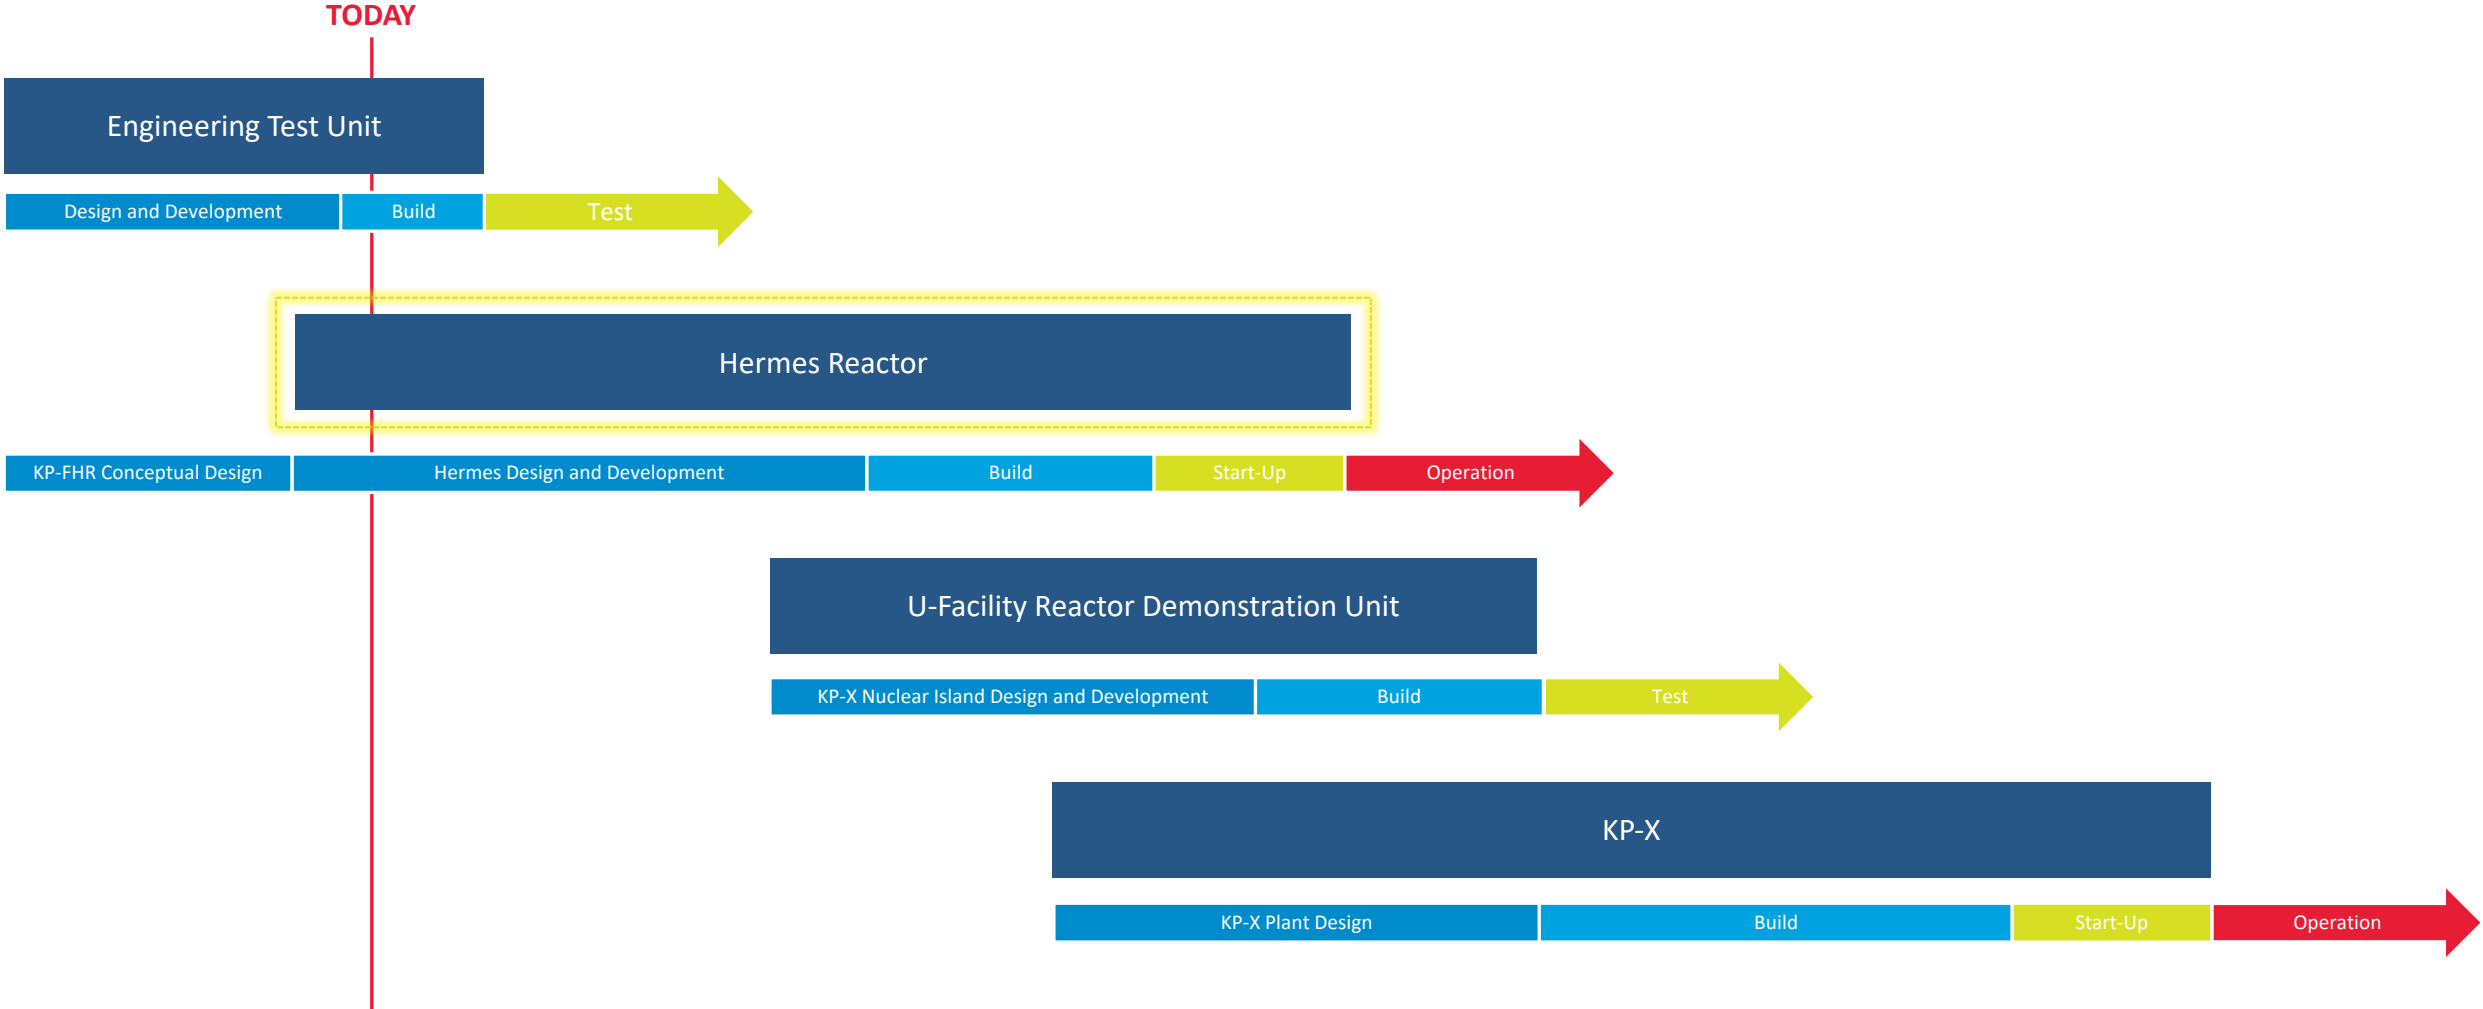 TODAY
Engineering Test Unit
Design and Development
Build
Test
Hermes Reactor
KP-FHR Conceptual Design
Hermes Design and Development
Build
Start-Up
Operation
U-Facility Reactor Demonstration Unit
KP-X Nuclear Island Design and Development
Build
Test
KP-X
KP-X Plant Design
Build
Start-Up
Operation